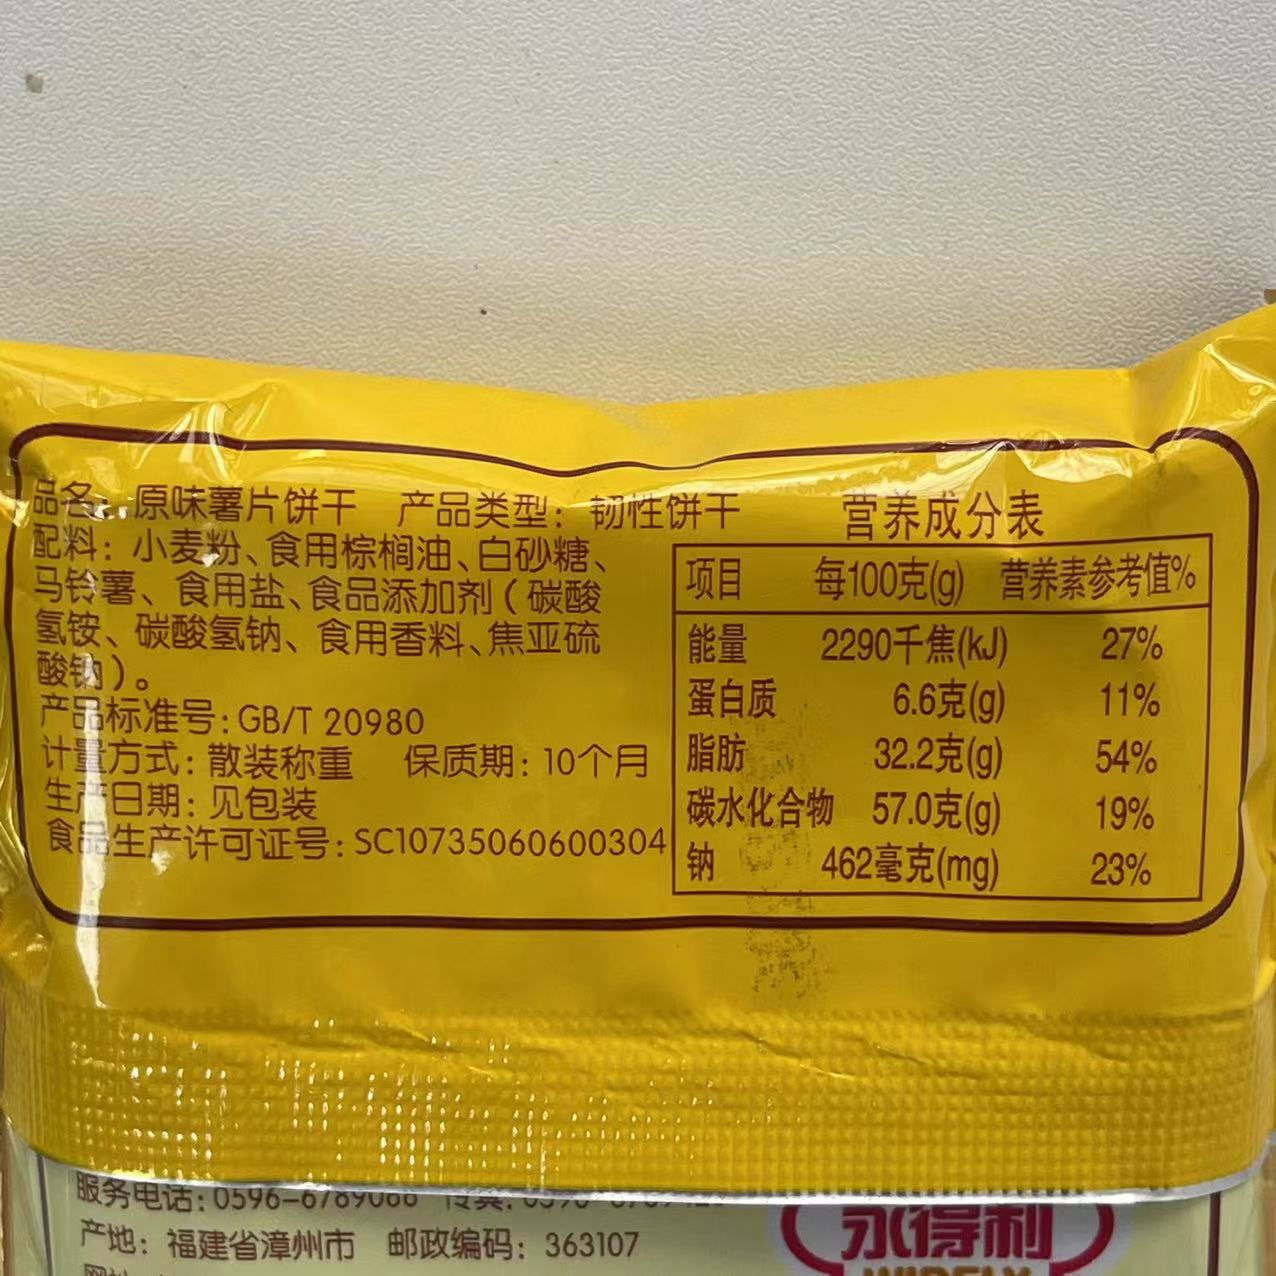 品名：原味薯片饼干 产品类型：韧性饼干
配料：小麦粉、食用棕榈油、白砂糖、
马铃薯、食用盐、食品添加剂（碳酸
氢铵、碳酸氢钠、食用香料、焦亚硫
酸钠）。
产品标准号：GB/T 20980
计量方式：散装称重 保质期：10个月
生产日期：见包装
食品生产许可证号：SC10735060600304
营养成分表
项目 每100克(g) 营养素参考值%
能量 2290千焦(kJ) 27%
蛋白质 6.6克(g) 11%
脂肪 32.2克(g) 54%
碳水化合物 57.0克(g) 19%
钠 462毫克(mg) 23%
服务电话：0596-6789066 传真：
产地：福建省漳州市 邮政编码：363107
永得利